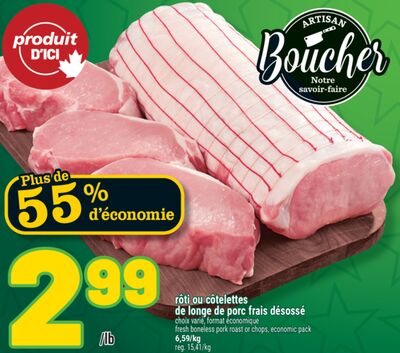 produit
D'ICI
ARTISAN
Boucher
Notre
savoir-faire
Plus de
55%
d'économie
2.99
/lb
rôti ou côtelettes
de longe de porc frais désossé
choix varié, format économique
fresh boneless pork roast or chops, economic pack
6,59/kg
reg. 15,41/kg